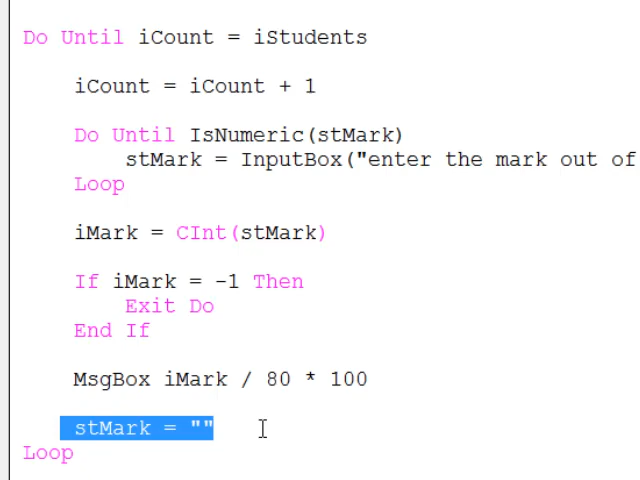 Do Until iCount = iStudents
iCount = iCount + 1
Do Until IsNumeric(stMark)
stMark = InputBox("enter the mark out of
Loop
iMark = CInt(stMark)
If iMark = -1 Then
Exit Do
End If
MsgBox iMark / 80 * 100
stMark = ""
Loop